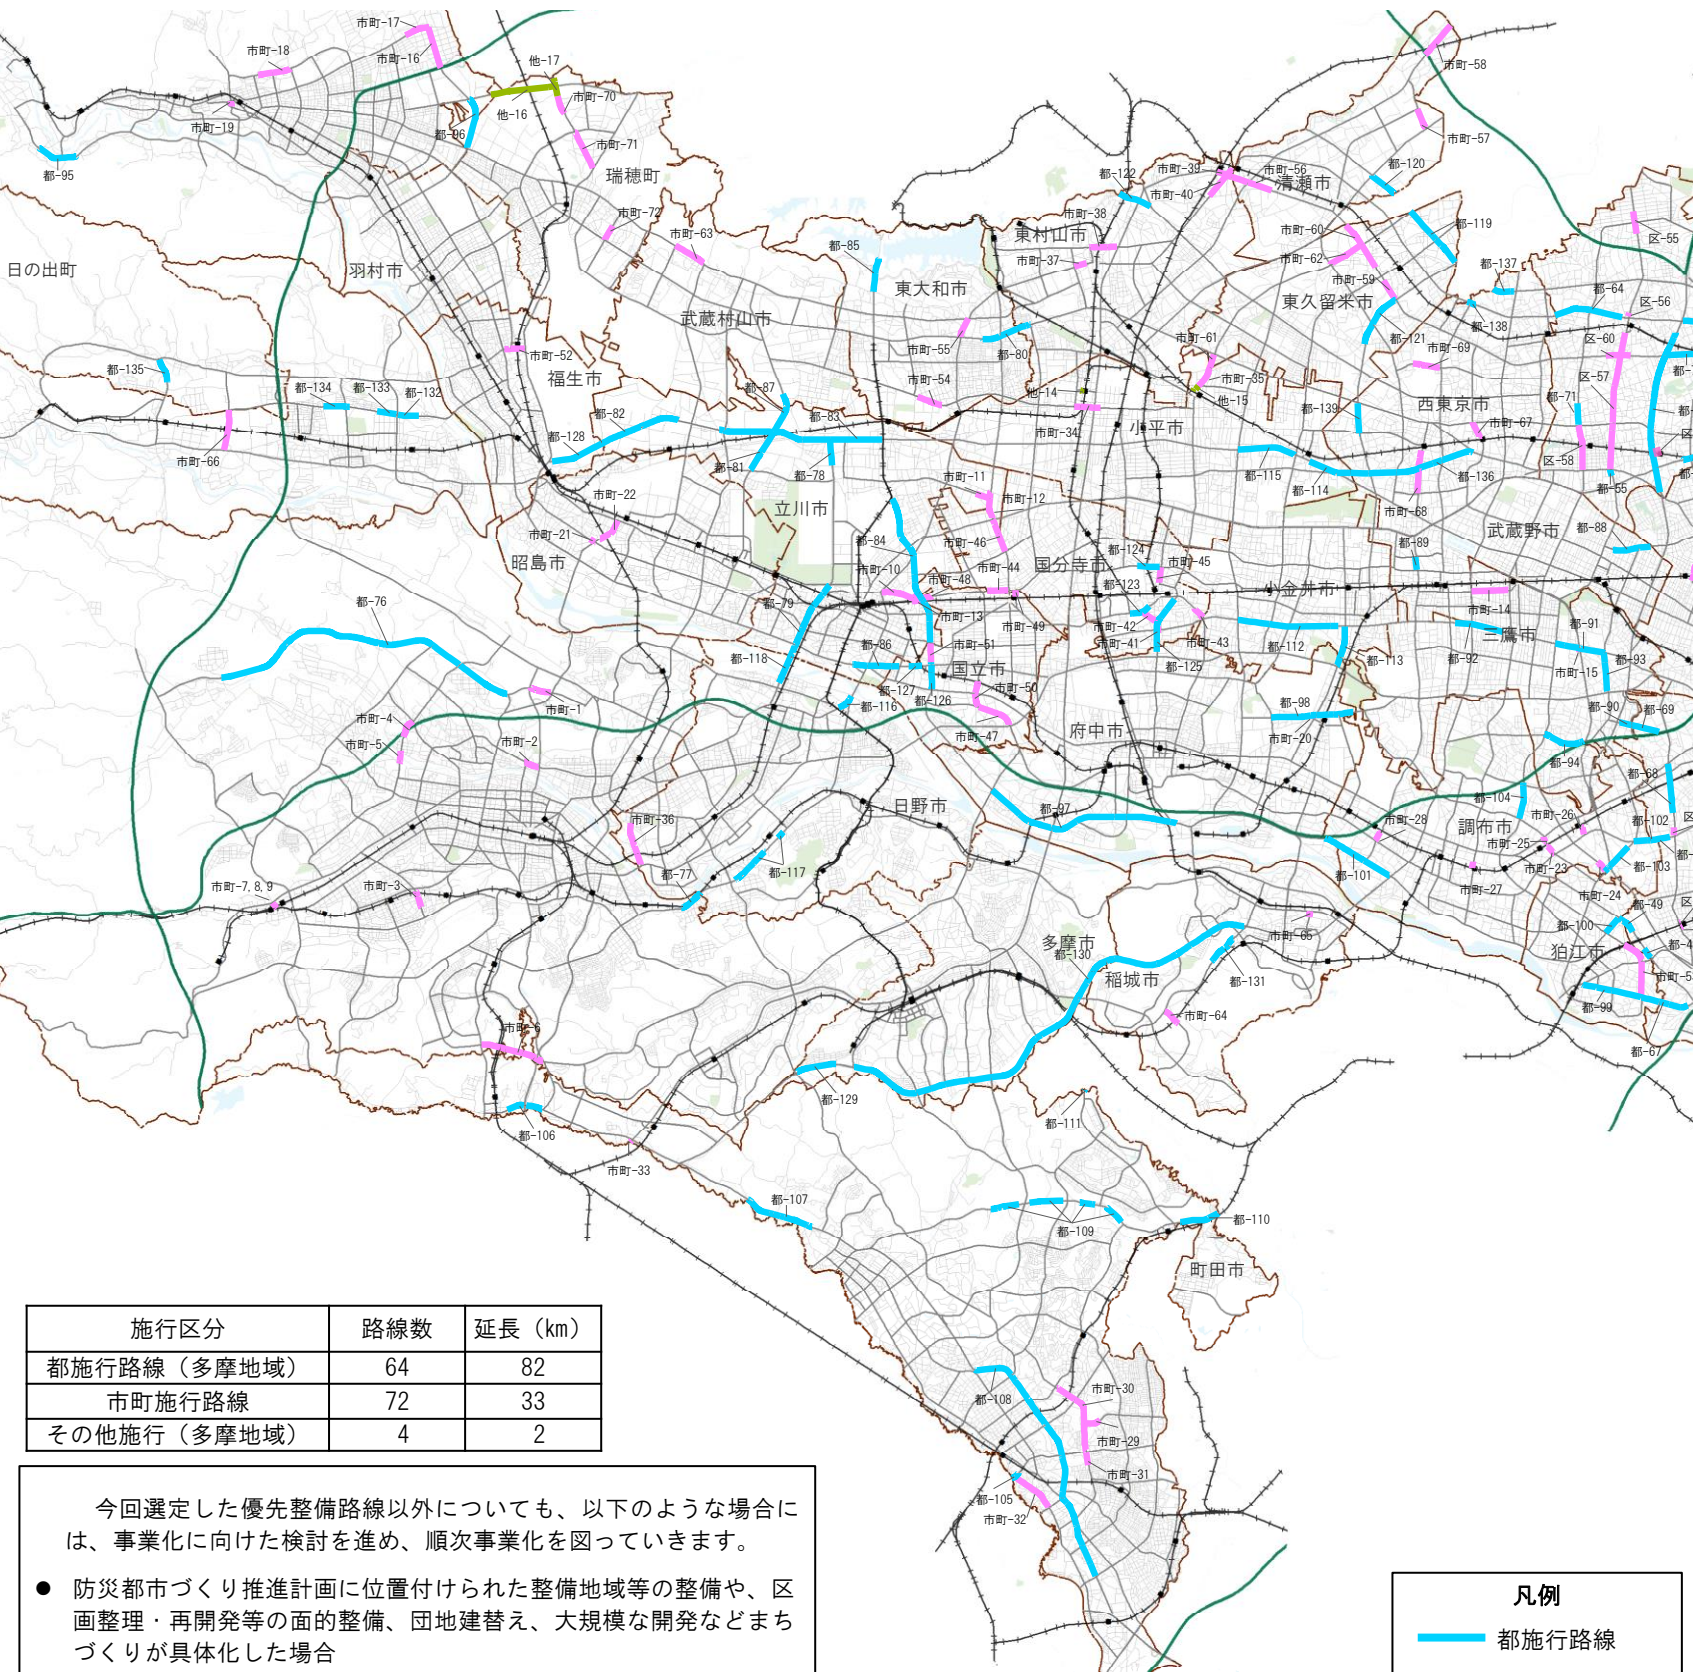 市町-17
市町-18
市町-16
他-17
市町-58
市町-70
市町-19
他-16
都-96
市町-57
市町-71
都-95
瑞穂町
都-122
市町-39
市町-56
都-120
清瀬市
市町-40
市町-72
市町-38
市町-60
都-119
区-55
市町-63
都-85
東村山市
市町-62
日の出町
羽村市
市町-37
市町-59
都-137
東大和市
東久留米市
都-64
区-56
武蔵村山市
都-138
市町-61
都-121
区-60
市町-55
都-80
市町-69
市町-52
都-135
福生市
市町-35
区-57
都-134
都-133
都-132
都-87
市町-54
他-14
他-15
西東京市
都-71
都-82
都-83
都-139
市町-67
小平市
都-128
市町-34
市町-66
都-81
都-78
市町-11
都-115
都-136
区-58
都-114
都-55
市町-22
立川市
市町-12
市町-68
市町-21
都-84
市町-46
武蔵野市
都-88
昭島市
都-124
都-89
市町-10
市町-44
国分寺市
市町-45
市町-48
都-123
小金井市
都-76
都-79
市町-13
市町-49
市町-42
市町-14
市町-41
市町-43
都-91
三鷹市
都-86
市町-51
都-112
都-118
国立市
都-125
都-113
都-92
都-93
市町-15
都-127
市町-50
市町-1
都-116
都-126
都-98
都-90
都-69
市町-4
市町-5
市町-2
市町-47
府中市
市町-20
都-94
都-68
日野市
都-97
都-104
市町-36
市町-28
市町-26
都-102
調布市
市町-25
都-117
都-77
都-101
市町-23
都-103
市町-7,8,9
市町-3
市町-27
市町-24
都-49
都-100
多摩市
市町-65
都-130
狛江市
稲城市
都-131
都-99
市町-64
市町-6
都-67
都-129
都-106
都-111
市町-33
都-107
都-109
都-110
町田市
施行区分 路線数 延長（km）
都施行路線（多摩地域） 64 82
市町施行路線 72 33
その他施行（多摩地域） 4 2
都-108
市町-30
市町-29
市町-31
都-105
市町-32
今回選定した優先整備路線以外についても、以下のような場合に
は、事業化に向けた検討を進め、順次事業化を図っていきます。
● 防災都市づくり推進計画に位置付けられた整備地域等の整備や、区
画整理・再開発等の面的整備、団地建替え、大規模な開発などまち
づくりが具体化した場合
凡例
都施行路線